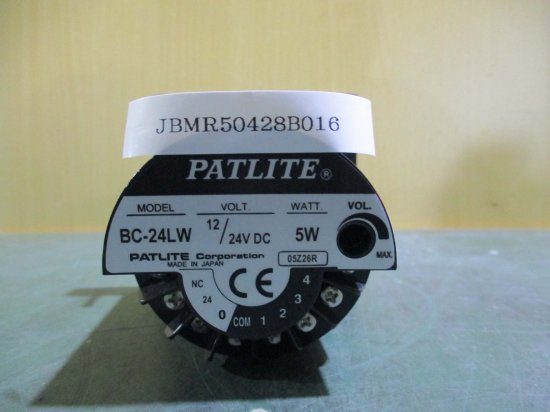 JBMR50428B016
PATLITE®
MODEL VOLT. WATT. VOL.
BC-24LW 12/24V DC 5W
MAX.
PATLITE Corporation 05Z26R
MADE IN JAPAN
NC 24 0 COM 1 2 3 4
CE